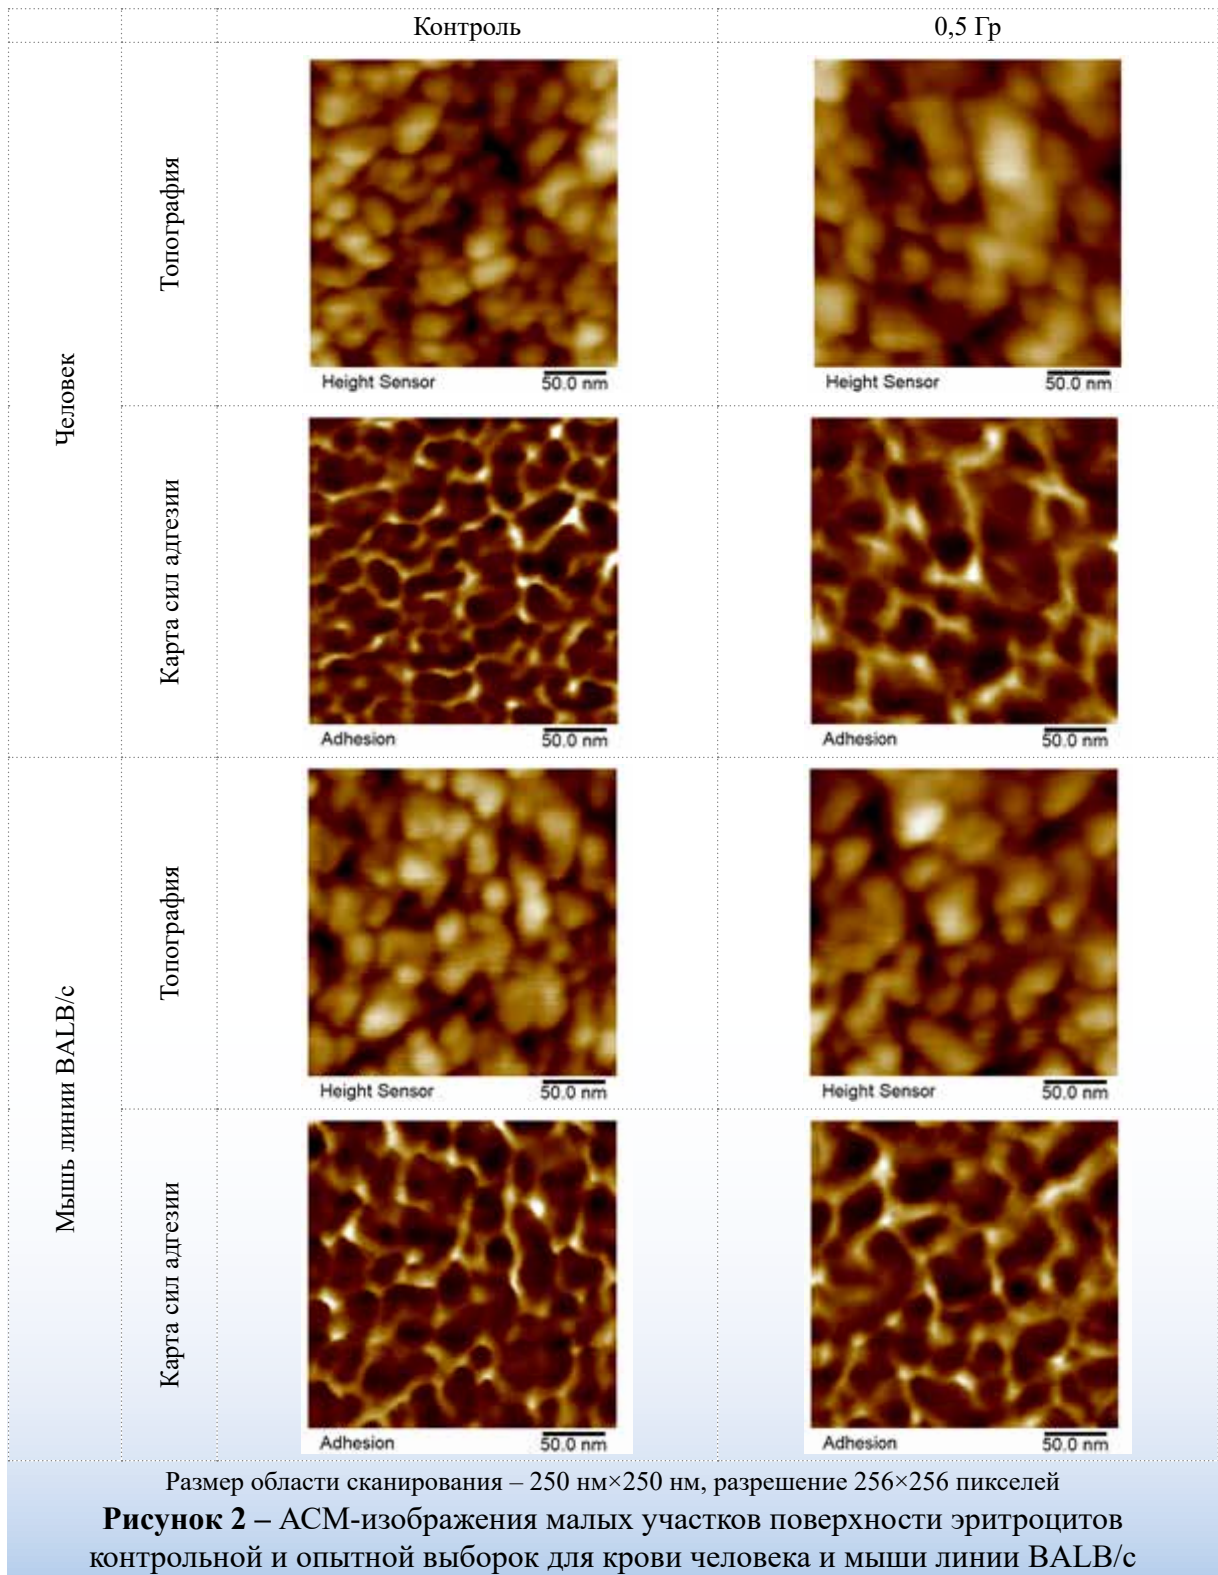 Контроль
0,5 Гр
Человек
Топография
Height Sensor
50.0 nm
Height Sensor
50.0 nm
Карта сил адгезии
Adhesion
50.0 nm
Adhesion
50.0 nm
Мышь линии BALB/c
Топография
Height Sensor
50.0 nm
Height Sensor
50.0 nm
Карта сил адгезии
Adhesion
50.0 nm
Adhesion
50.0 nm
Размер области сканирования – 250 нм×250 нм, разрешение 256×256 пикселей
Рисунок 2 – АСМ-изображения малых участков поверхности эритроцитов
контрольной и опытной выборок для крови человека и мыши линии BALB/c